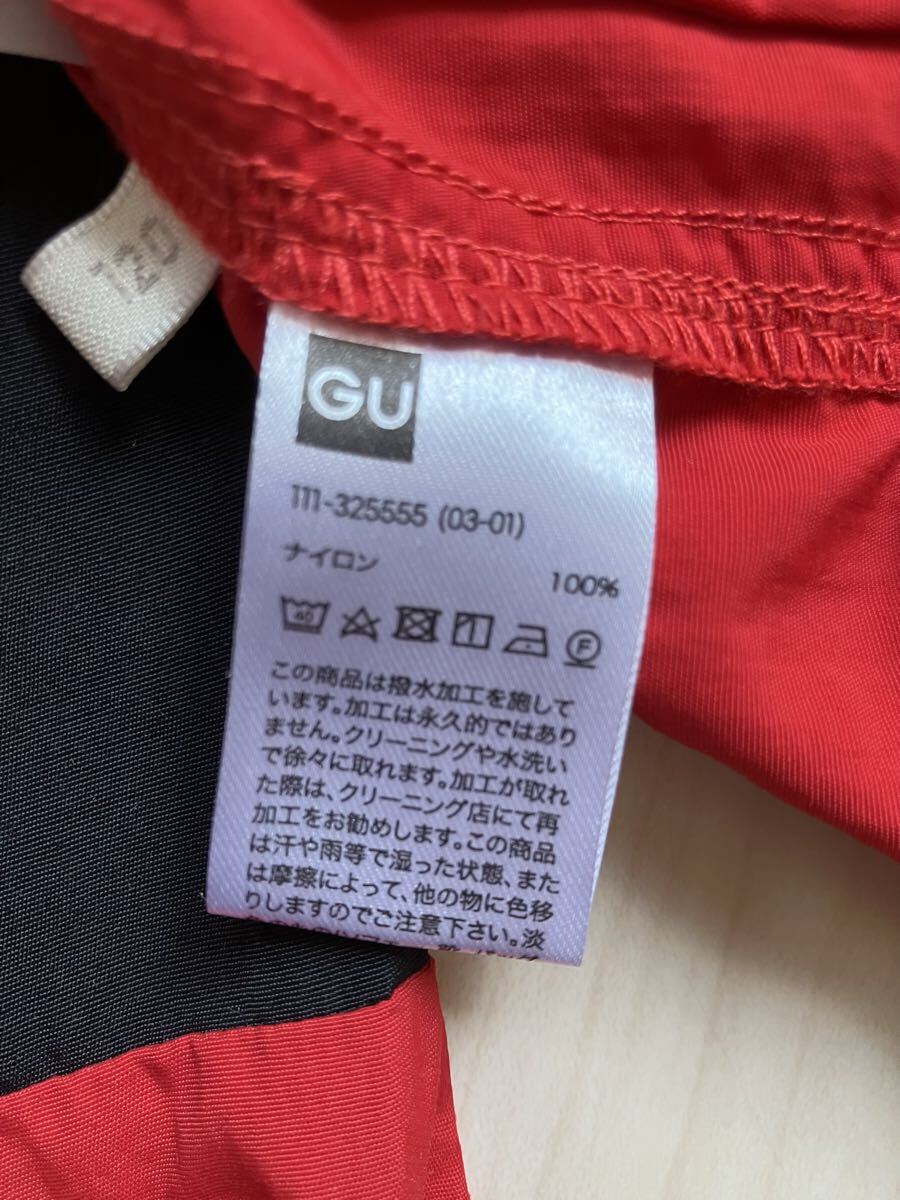 GU
111-325555 (03-01)
ナイロン 100%
40
F
この商品は撥水加工を施して
います。加工は永久的ではあり
ません。クリーニングや水洗い
で徐々に取れます。加工が取れ
た際は、クリーニング店にて再
加工をお勧めします。この商品
は汗や雨等で湿った状態、また
は摩擦によって、他の物に色移
りしますのでご注意下さい。淡